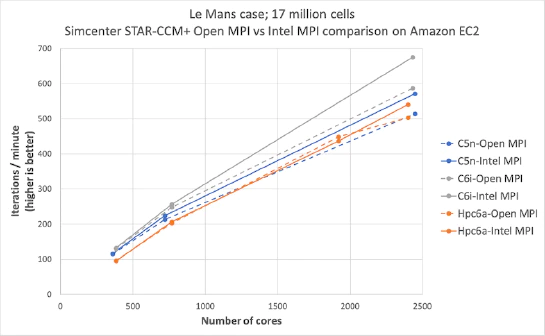 Le Mans case; 17 million cells
Simcenter STAR-CCM+ Open MPI vs Intel MPI comparison on Amazon EC2
Iterations / minute
(higher is better)
700
600
500
400
300
200
100
0
0
500
1000
1500
2000
2500
Number of cores
C5n-Open MPI
C5n-Intel MPI
C6i-Open MPI
C6i-Intel MPI
Hpc6a-Open MPI
Hpc6a-Intel MPI